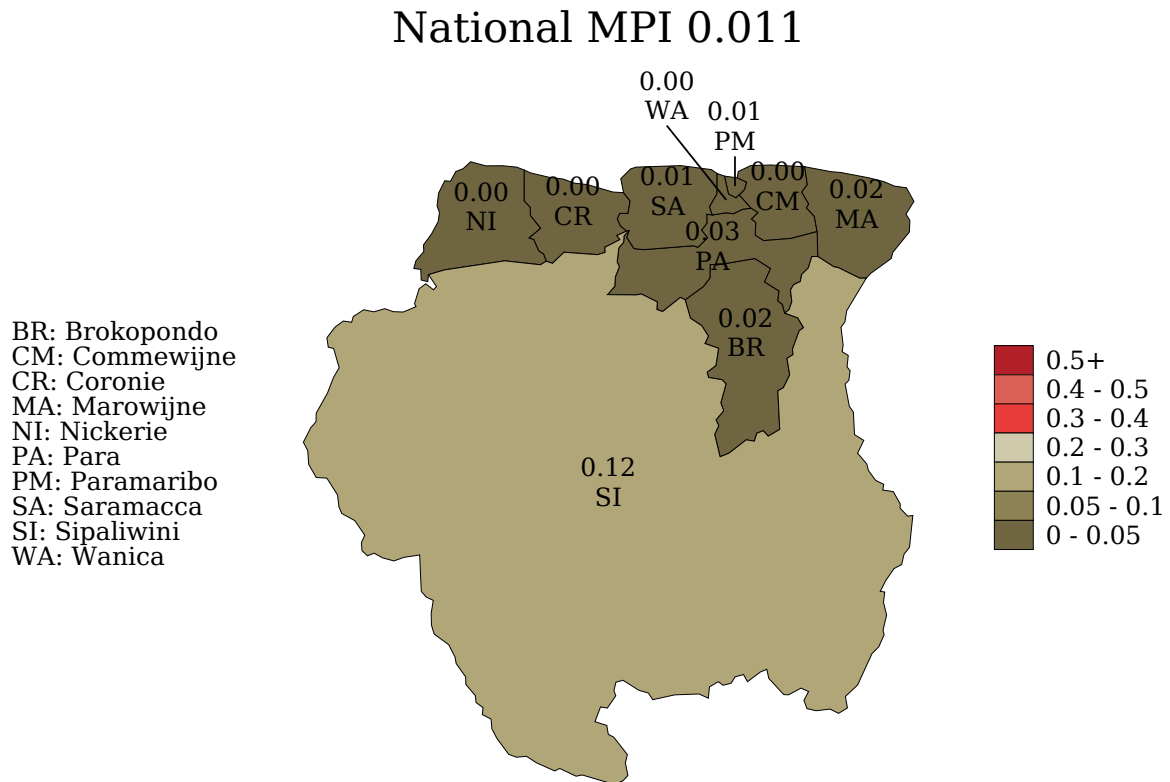 National MPI 0.011
0.00
WA
0.01
PM
0.00
NI
0.00
CR
0.01
SA
0.00
CM
0.02
MA
0.03
PA
0.02
BR
0.12
SI
BR: Brokopondo
CM: Commewijne
CR: Coronie
MA: Marowijne
NI: Nickerie
PA: Para
PM: Paramaribo
SA: Saramacca
SI: Sipaliwini
WA: Wanica
0.5+
0.4 - 0.5
0.3 - 0.4
0.2 - 0.3
0.1 - 0.2
0.05 - 0.1
0 - 0.05